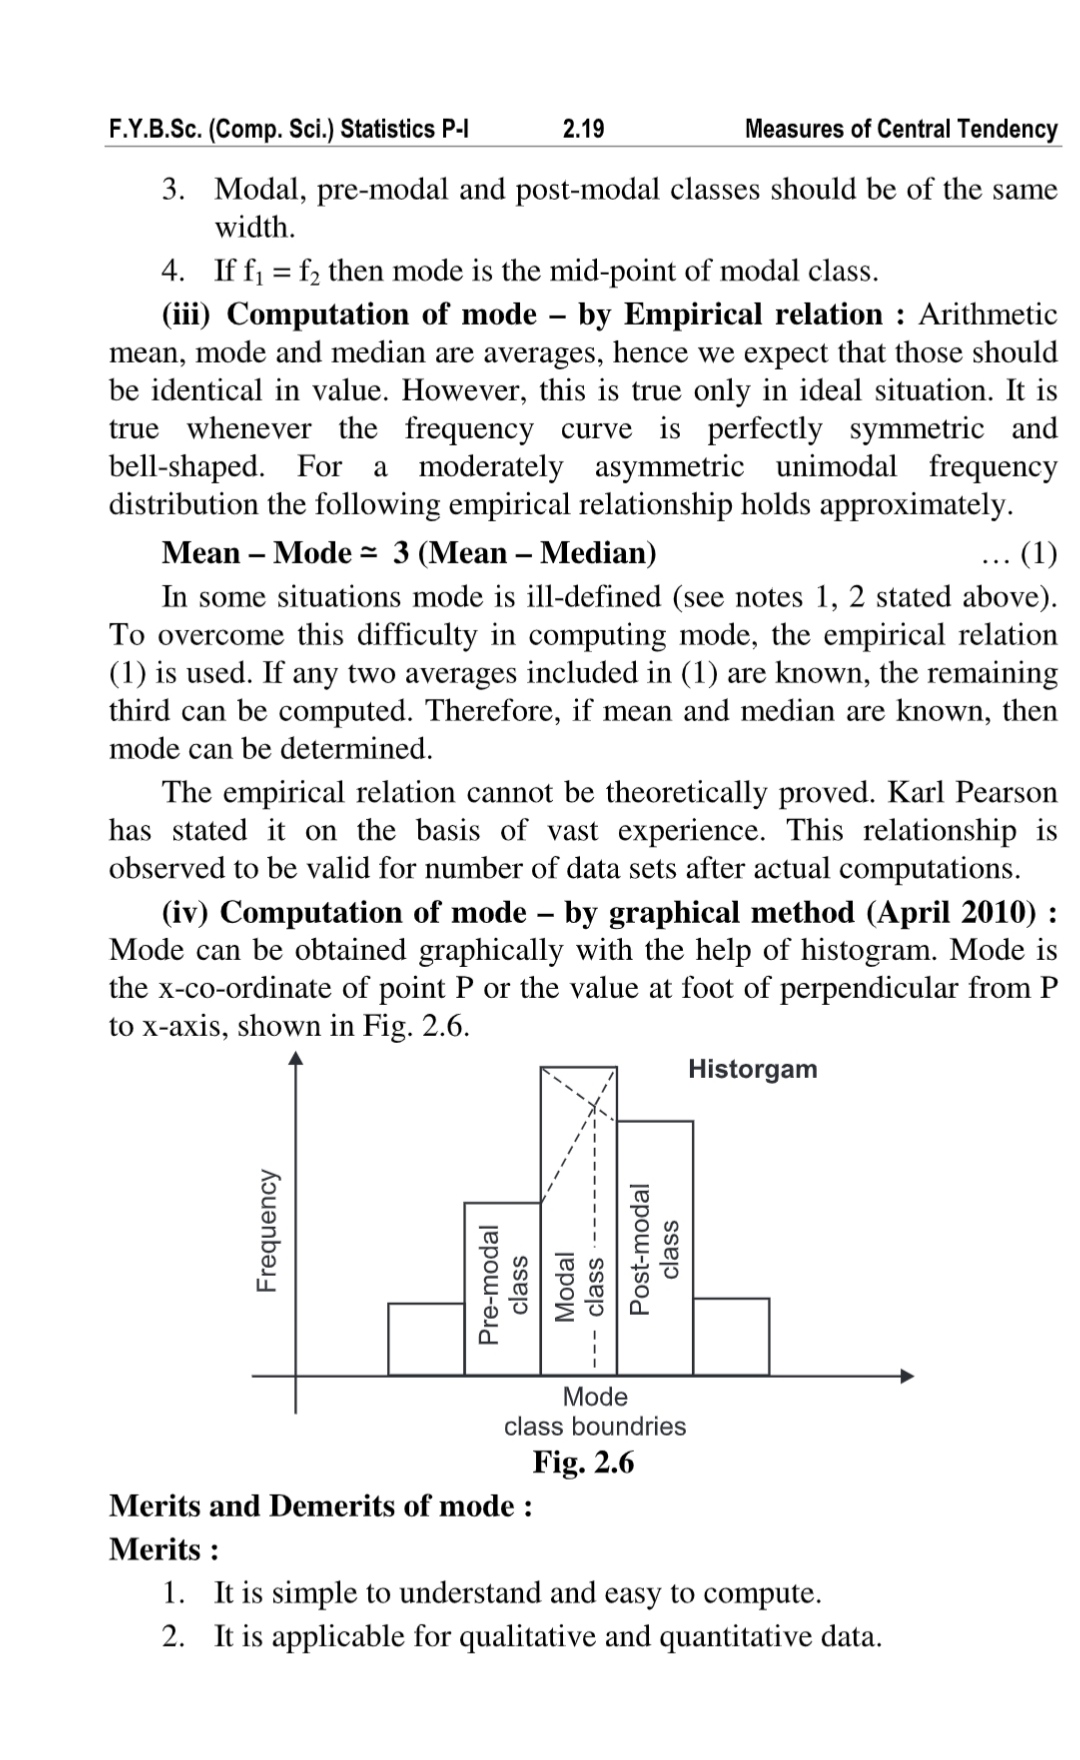 F.Y.B.Sc. (Comp. Sci.) Statistics P-I 2.19 Measures of Central Tendency
3. Modal, pre-modal and post-modal classes should be of the same
width.
4. If f₁ = f₂ then mode is the mid-point of modal class.
(iii) Computation of mode – by Empirical relation : Arithmetic
mean, mode and median are averages, hence we expect that those should
be identical in value. However, this is true only in ideal situation. It is
true whenever the frequency curve is perfectly symmetric and
bell-shaped. For a moderately asymmetric unimodal frequency
distribution the following empirical relationship holds approximately.
Mean – Mode ≃ 3 (Mean – Median) ... (1)
In some situations mode is ill-defined (see notes 1, 2 stated above).
To overcome this difficulty in computing mode, the empirical relation
(1) is used. If any two averages included in (1) are known, the remaining
third can be computed. Therefore, if mean and median are known, then
mode can be determined.
The empirical relation cannot be theoretically proved. Karl Pearson
has stated it on the basis of vast experience. This relationship is
observed to be valid for number of data sets after actual computations.
(iv) Computation of mode – by graphical method (April 2010) :
Mode can be obtained graphically with the help of histogram. Mode is
the x-co-ordinate of point P or the value at foot of perpendicular from P
to x-axis, shown in Fig. 2.6.
Historgam
Frequency
Pre-modal
class
Modal
class
Post-modal
class
Mode
class boundries
Fig. 2.6
Merits and Demerits of mode :
Merits :
1. It is simple to understand and easy to compute.
2. It is applicable for qualitative and quantitative data.